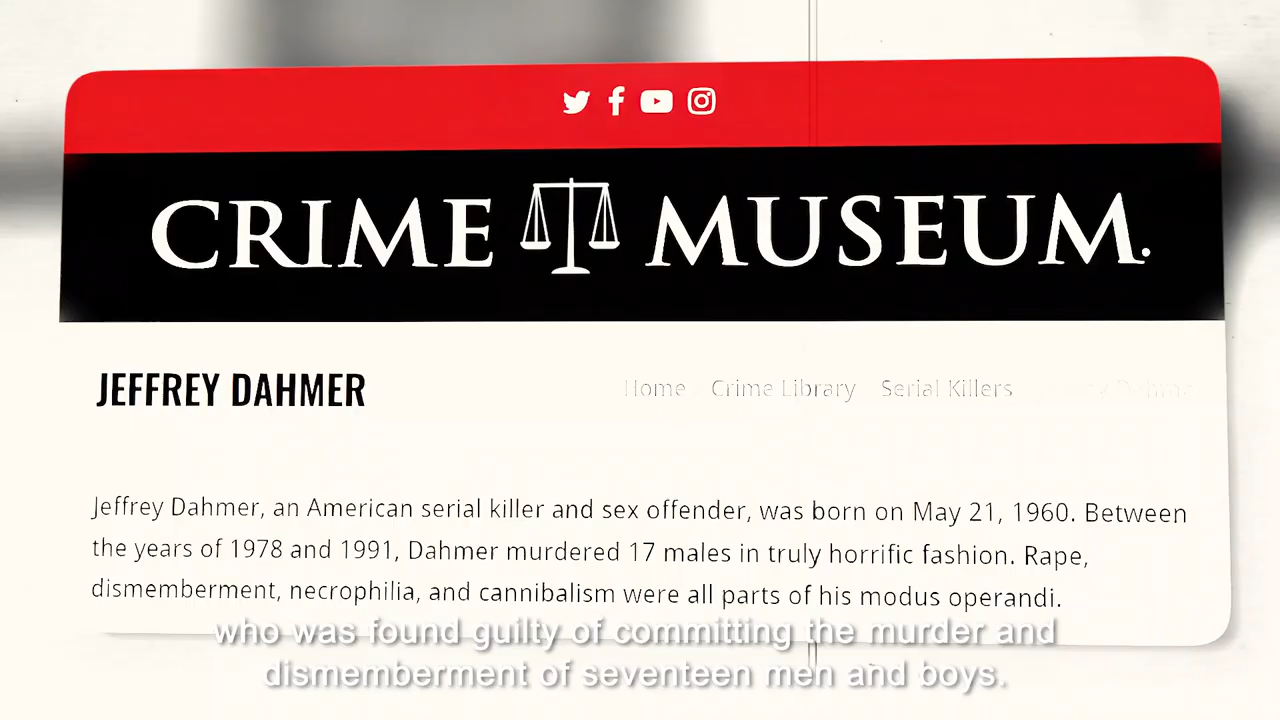 CRIME MUSEUM.
JEFFREY DAHMER
Home Crime Library Serial Killers
Jeffrey Dahmer, an American serial killer and sex offender, was born on May 21, 1960. Between
the years of 1978 and 1991, Dahmer murdered 17 males in truly horrific fashion. Rape,
dismemberment, necrophilia, and cannibalism were all parts of his modus operandi.
who was found guilty of committing the murder and
dismemberment of seventeen men and boys.